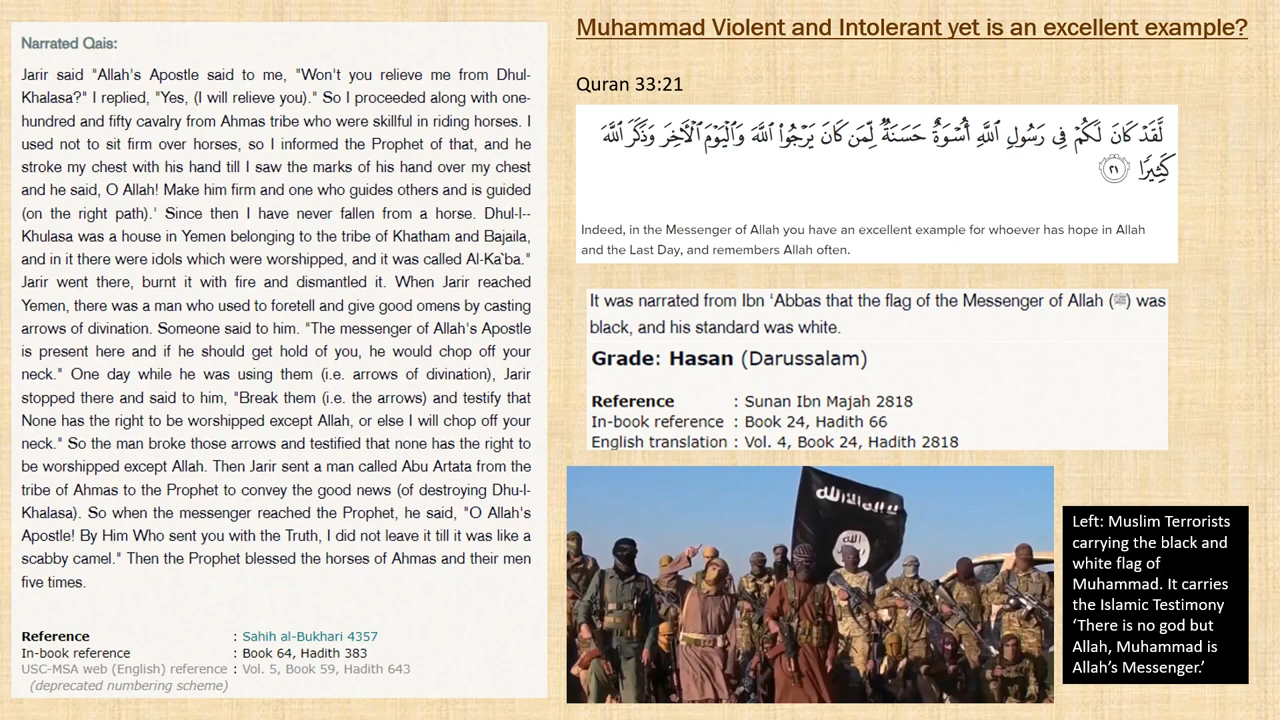 Muhammad Violent and Intolerant yet is an excellent example?
Narrated Qais:
Jarir said "Allah's Apostle said to me, "Won't you relieve me from Dhul-
Khalasa?" I replied, "Yes, (I will relieve you)." So I proceeded along with one-
hundred and fifty cavalry from Ahmas tribe who were skillful in riding horses. I
used not to sit firm over horses, so I informed the Prophet of that, and he
stroke my chest with his hand till I saw the marks of his hand over my chest
and he said, O Allah! Make him firm and one who guides others and is guided
(on the right path).' Since then I have never fallen from a horse. Dhul-l--
Khulasa was a house in Yemen belonging to the tribe of Khatham and Bajaila,
and in it there were idols which were worshipped, and it was called Al-Ka`ba."
Jarir went there, burnt it with fire and dismantled it. When Jarir reached
Yemen, there was a man who used to foretell and give good omens by casting
arrows of divination. Someone said to him. "The messenger of Allah's Apostle
is present here and if he should get hold of you, he would chop off your
neck." One day while he was using them (i.e. arrows of divination), Jarir
stopped there and said to him, "Break them (i.e. the arrows) and testify that
None has the right to be worshipped except Allah, or else I will chop off your
neck." So the man broke those arrows and testified that none has the right to
be worshipped except Allah. Then Jarir sent a man called Abu Artata from the
tribe of Ahmas to the Prophet to convey the good news (of destroying Dhu-l-
Khalasa). So when the messenger reached the Prophet, he said, "O Allah's
Apostle! By Him Who sent you with the Truth, I did not leave it till it was like a
scabby camel." Then the Prophet blessed the horses of Ahmas and their men
five times.
Reference : Sahih al-Bukhari 4357
In-book reference : Book 64, Hadith 383
USC-MSA web (English) reference : Vol. 5, Book 59, Hadith 643
(deprecated numbering scheme)
Quran 33:21
لَّقَدْ كَانَ لَكُمْ فِى رَسُولِ ٱللَّهِ أُسْوَةٌ حَسَنَةٌ لِّمَن كَانَ يَرْجُوا۟ ٱللَّهَ وَٱلْيَوْمَ ٱلْـَٔاخِرَ وَذَكَرَ ٱللَّهَ
كَثِيرًا ٢١
Indeed, in the Messenger of Allah you have an excellent example for whoever has hope in Allah
and the Last Day, and remembers Allah often.
It was narrated from Ibn 'Abbas that the flag of the Messenger of Allah (ﷺ) was
black, and his standard was white.
Grade: Hasan (Darussalam)
Reference : Sunan Ibn Majah 2818
In-book reference : Book 24, Hadith 66
English translation : Vol. 4, Book 24, Hadith 2818
لا إله إلا الله
Left: Muslim Terrorists
carrying the black and
white flag of
Muhammad. It carries
the Islamic Testimony
'There is no god but
Allah, Muhammad is
Allah's Messenger.'